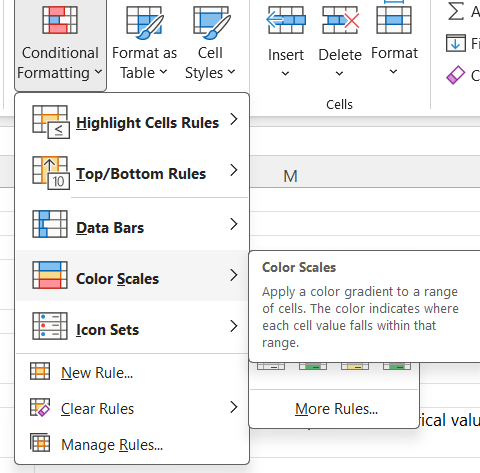 Conditional Formatting
Format as Table
Cell Styles
Insert
Delete
Format
Cells
Highlight Cells Rules
Top/Bottom Rules
10
M
Data Bars
Color Scales
Color Scales
Apply a color gradient to a range
of cells. The color indicates where
each cell value falls within that
range.
Icon Sets
New Rule...
Clear Rules
More Rules...
Manage Rules...